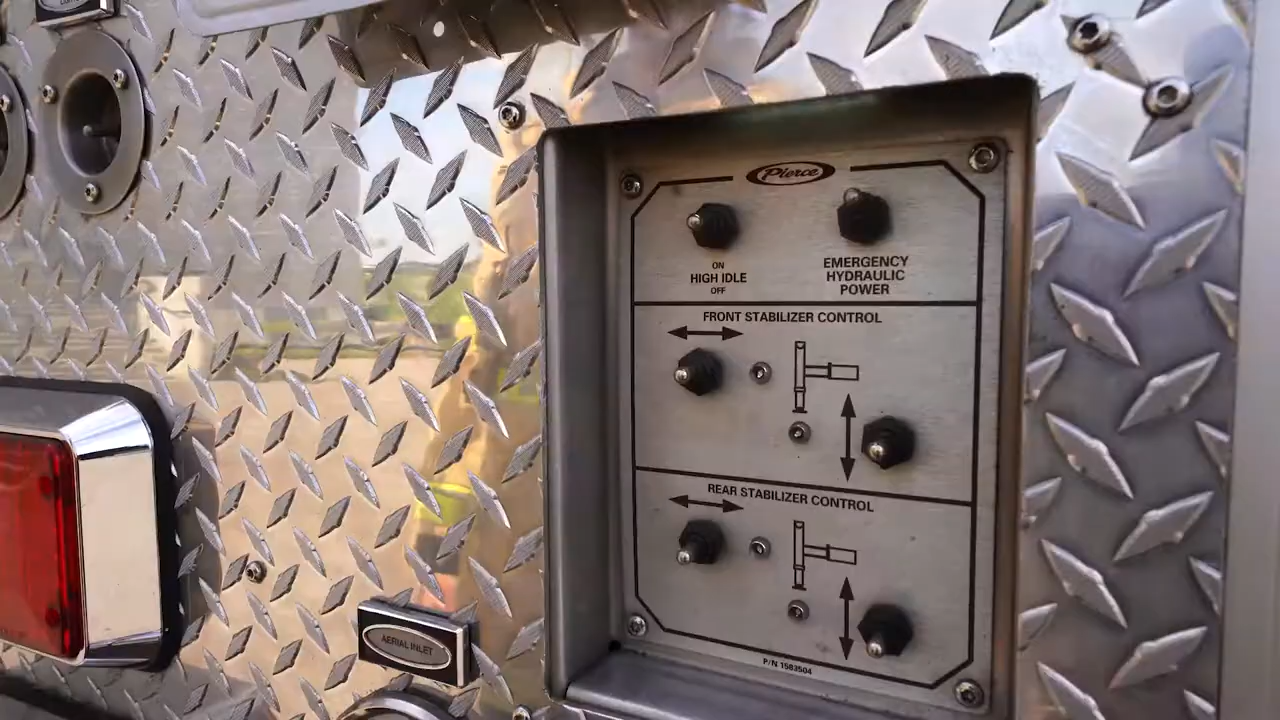 Pierce
ON
HIGH IDLE
OFF
EMERGENCY
HYDRAULIC
POWER
FRONT STABILIZER CONTROL
REAR STABILIZER CONTROL
P/N 1583504
AERIAL INLET